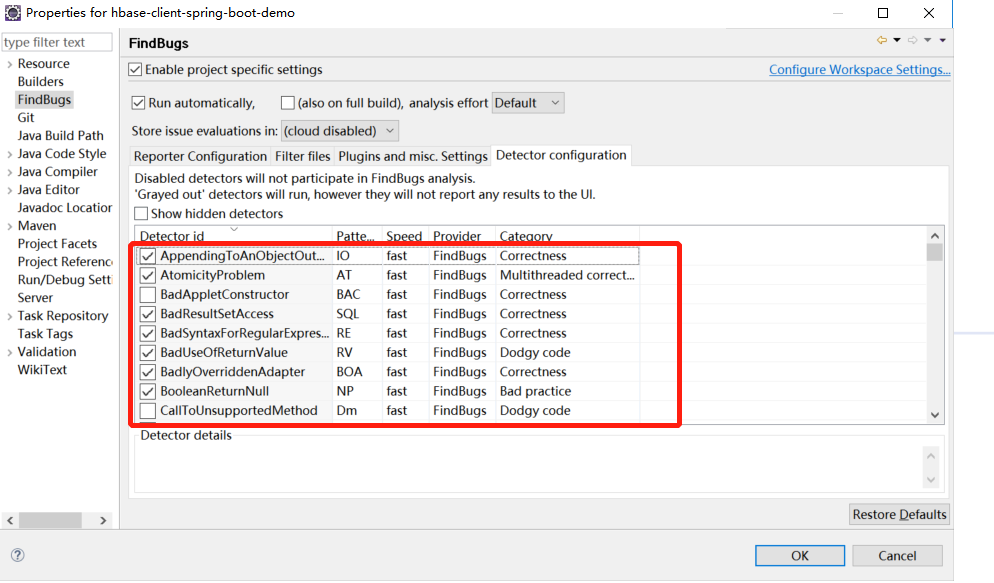 Properties for hbase-client-spring-boot-demo
type filter text
Resource
Builders
FindBugs
Git
Java Build Path
Java Code Style
Java Compiler
Java Editor
Javadoc Location
Maven
Project Facets
Project Referenc
Run/Debug Setti
Server
Task Repository
Task Tags
Validation
WikiText
FindBugs
Enable project specific settings
Configure Workspace Settings...
Run automatically, (also on full build), analysis effort Default
Store issue evaluations in: (cloud disabled)
Reporter Configuration Filter files Plugins and misc. Settings Detector configuration
Disabled detectors will not participate in FindBugs analysis.
'Grayed out' detectors will run, however they will not report any results to the UI.
Show hidden detectors
Detector id Patte... Speed Provider Category
AppendingToAnObjectOut... IO fast FindBugs Correctness
AtomicityProblem AT fast FindBugs Multithreaded correct...
BadAppletConstructor BAC fast FindBugs Correctness
BadResultSetAccess SQL fast FindBugs Correctness
BadSyntaxForRegularExpres... RE fast FindBugs Correctness
BadUseOfReturnValue RV fast FindBugs Dodgy code
BadlyOverriddenAdapter BOA fast FindBugs Correctness
BooleanReturnNull NP fast FindBugs Bad practice
CallToUnsupportedMethod Dm fast FindBugs Dodgy code
Detector details
Restore Defaults
OK Cancel